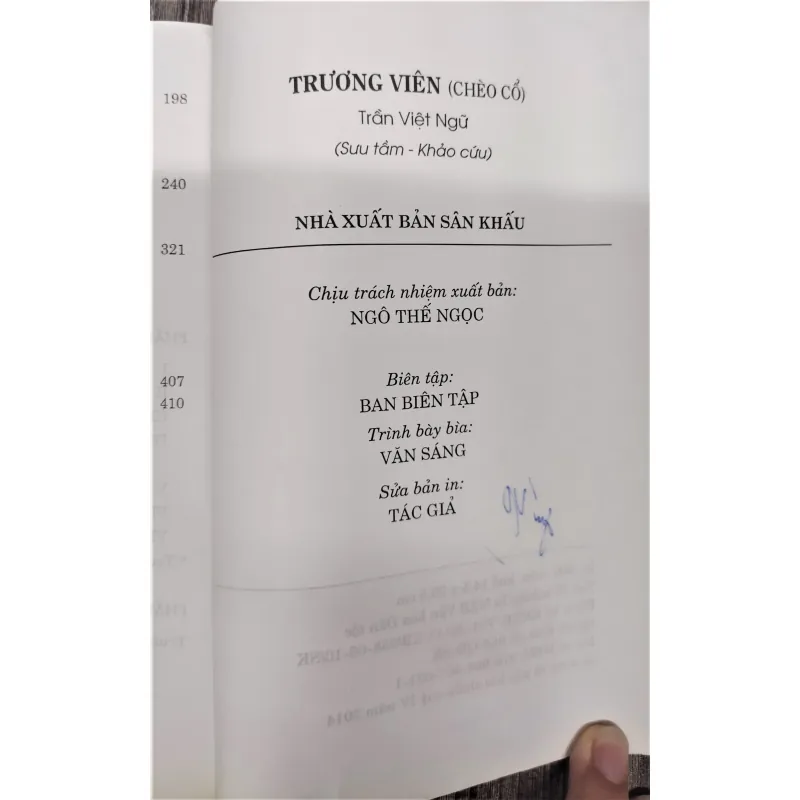 198
240
321
407
410
TRƯƠNG VIÊN (CHÈO CỔ)
Trần Việt Ngữ
(Sưu tầm - Khảo cứu)
NHÀ XUẤT BẢN SÂN KHẤU
Chịu trách nhiệm xuất bản:
NGÔ THẾ NGỌC
Biên tập:
BAN BIÊN TẬP
Trình bày bìa:
VĂN SÁNG
Sửa bản in:
TÁC GIẢ